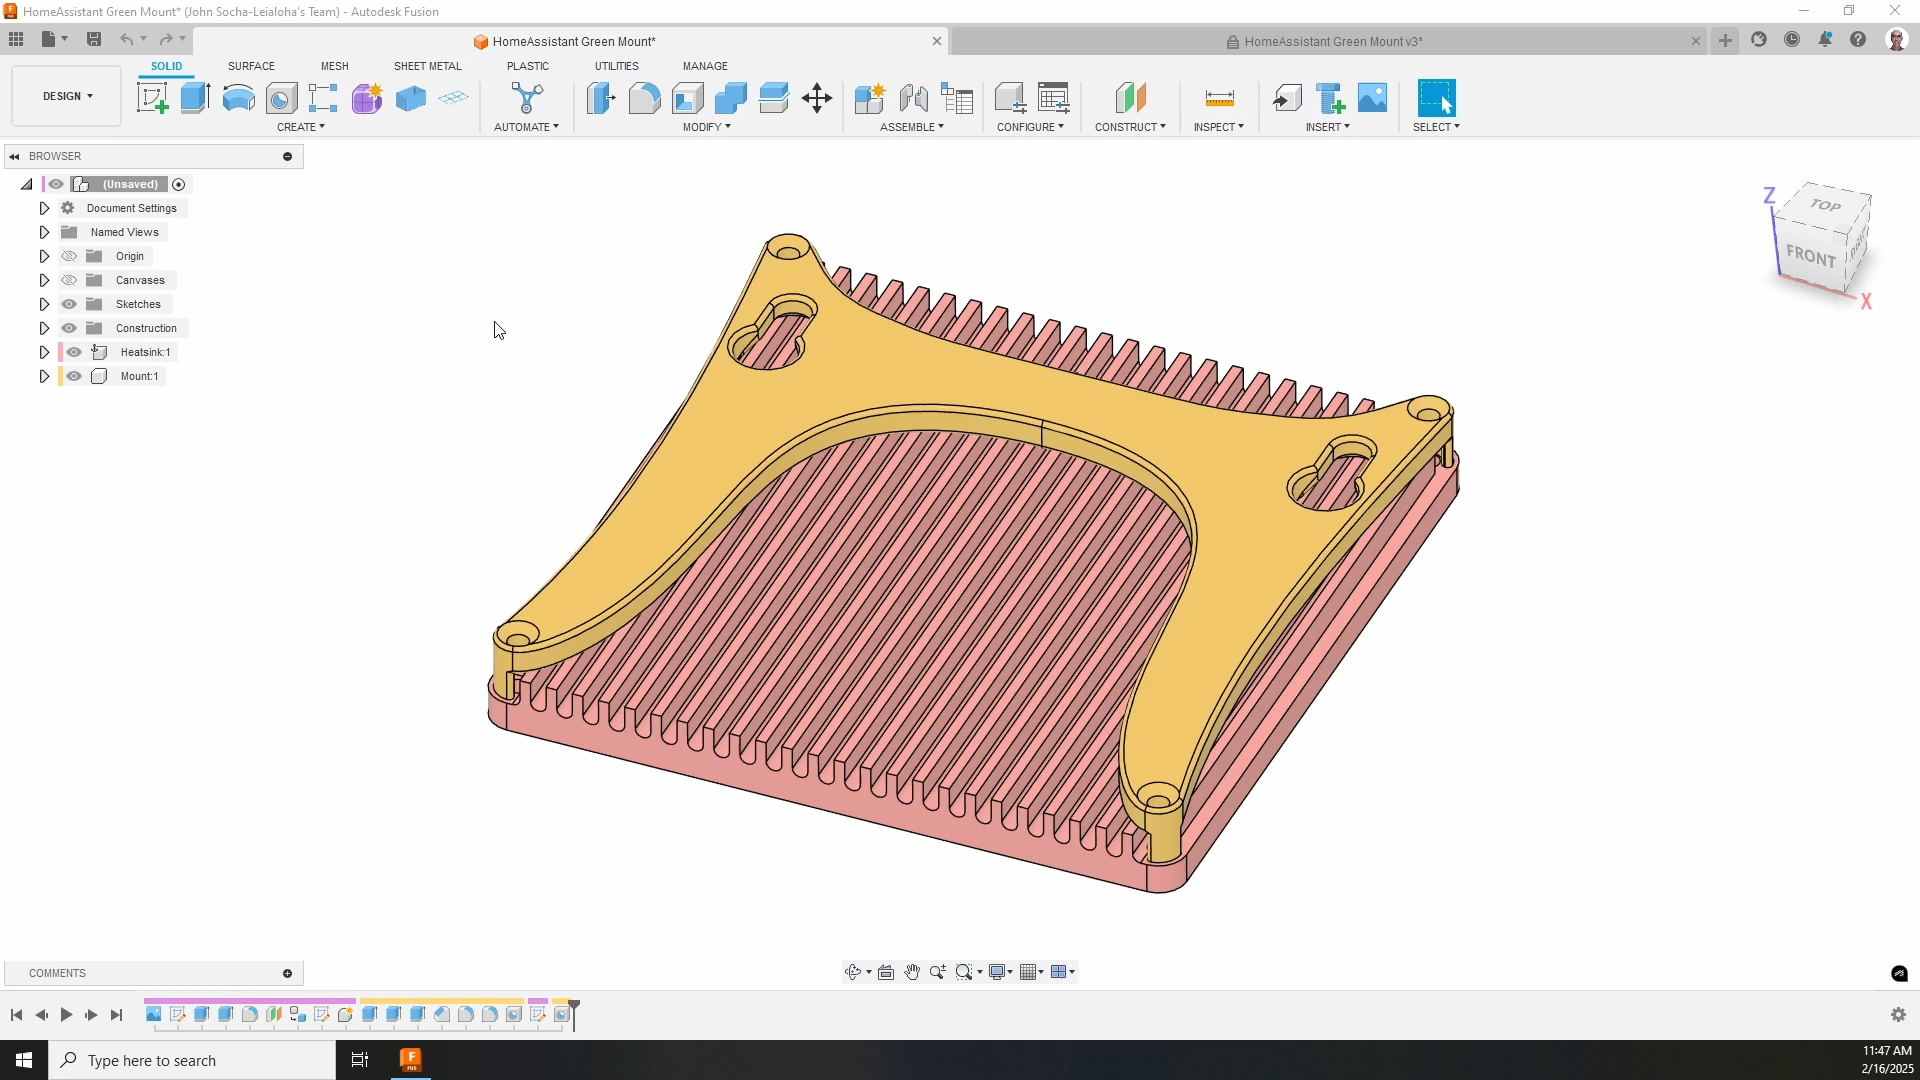 HomeAssistant Green Mount* (John Socha-Leialoha's Team) - Autodesk Fusion
HomeAssistant Green Mount*
HomeAssistant Green Mount v3*
DESIGN
SOLID
SURFACE
MESH
SHEET METAL
PLASTIC
UTILITIES
MANAGE
CREATE
AUTOMATE
MODIFY
ASSEMBLE
CONFIGURE
CONSTRUCT
INSPECT
INSERT
SELECT
BROWSER
(Unsaved)
Document Settings
Named Views
Origin
Canvases
Sketches
Construction
Heatsink:1
Mount:1
Z
TOP
FRONT
X
COMMENTS
Type here to search
F
FUS
11:47 AM
2/16/2025